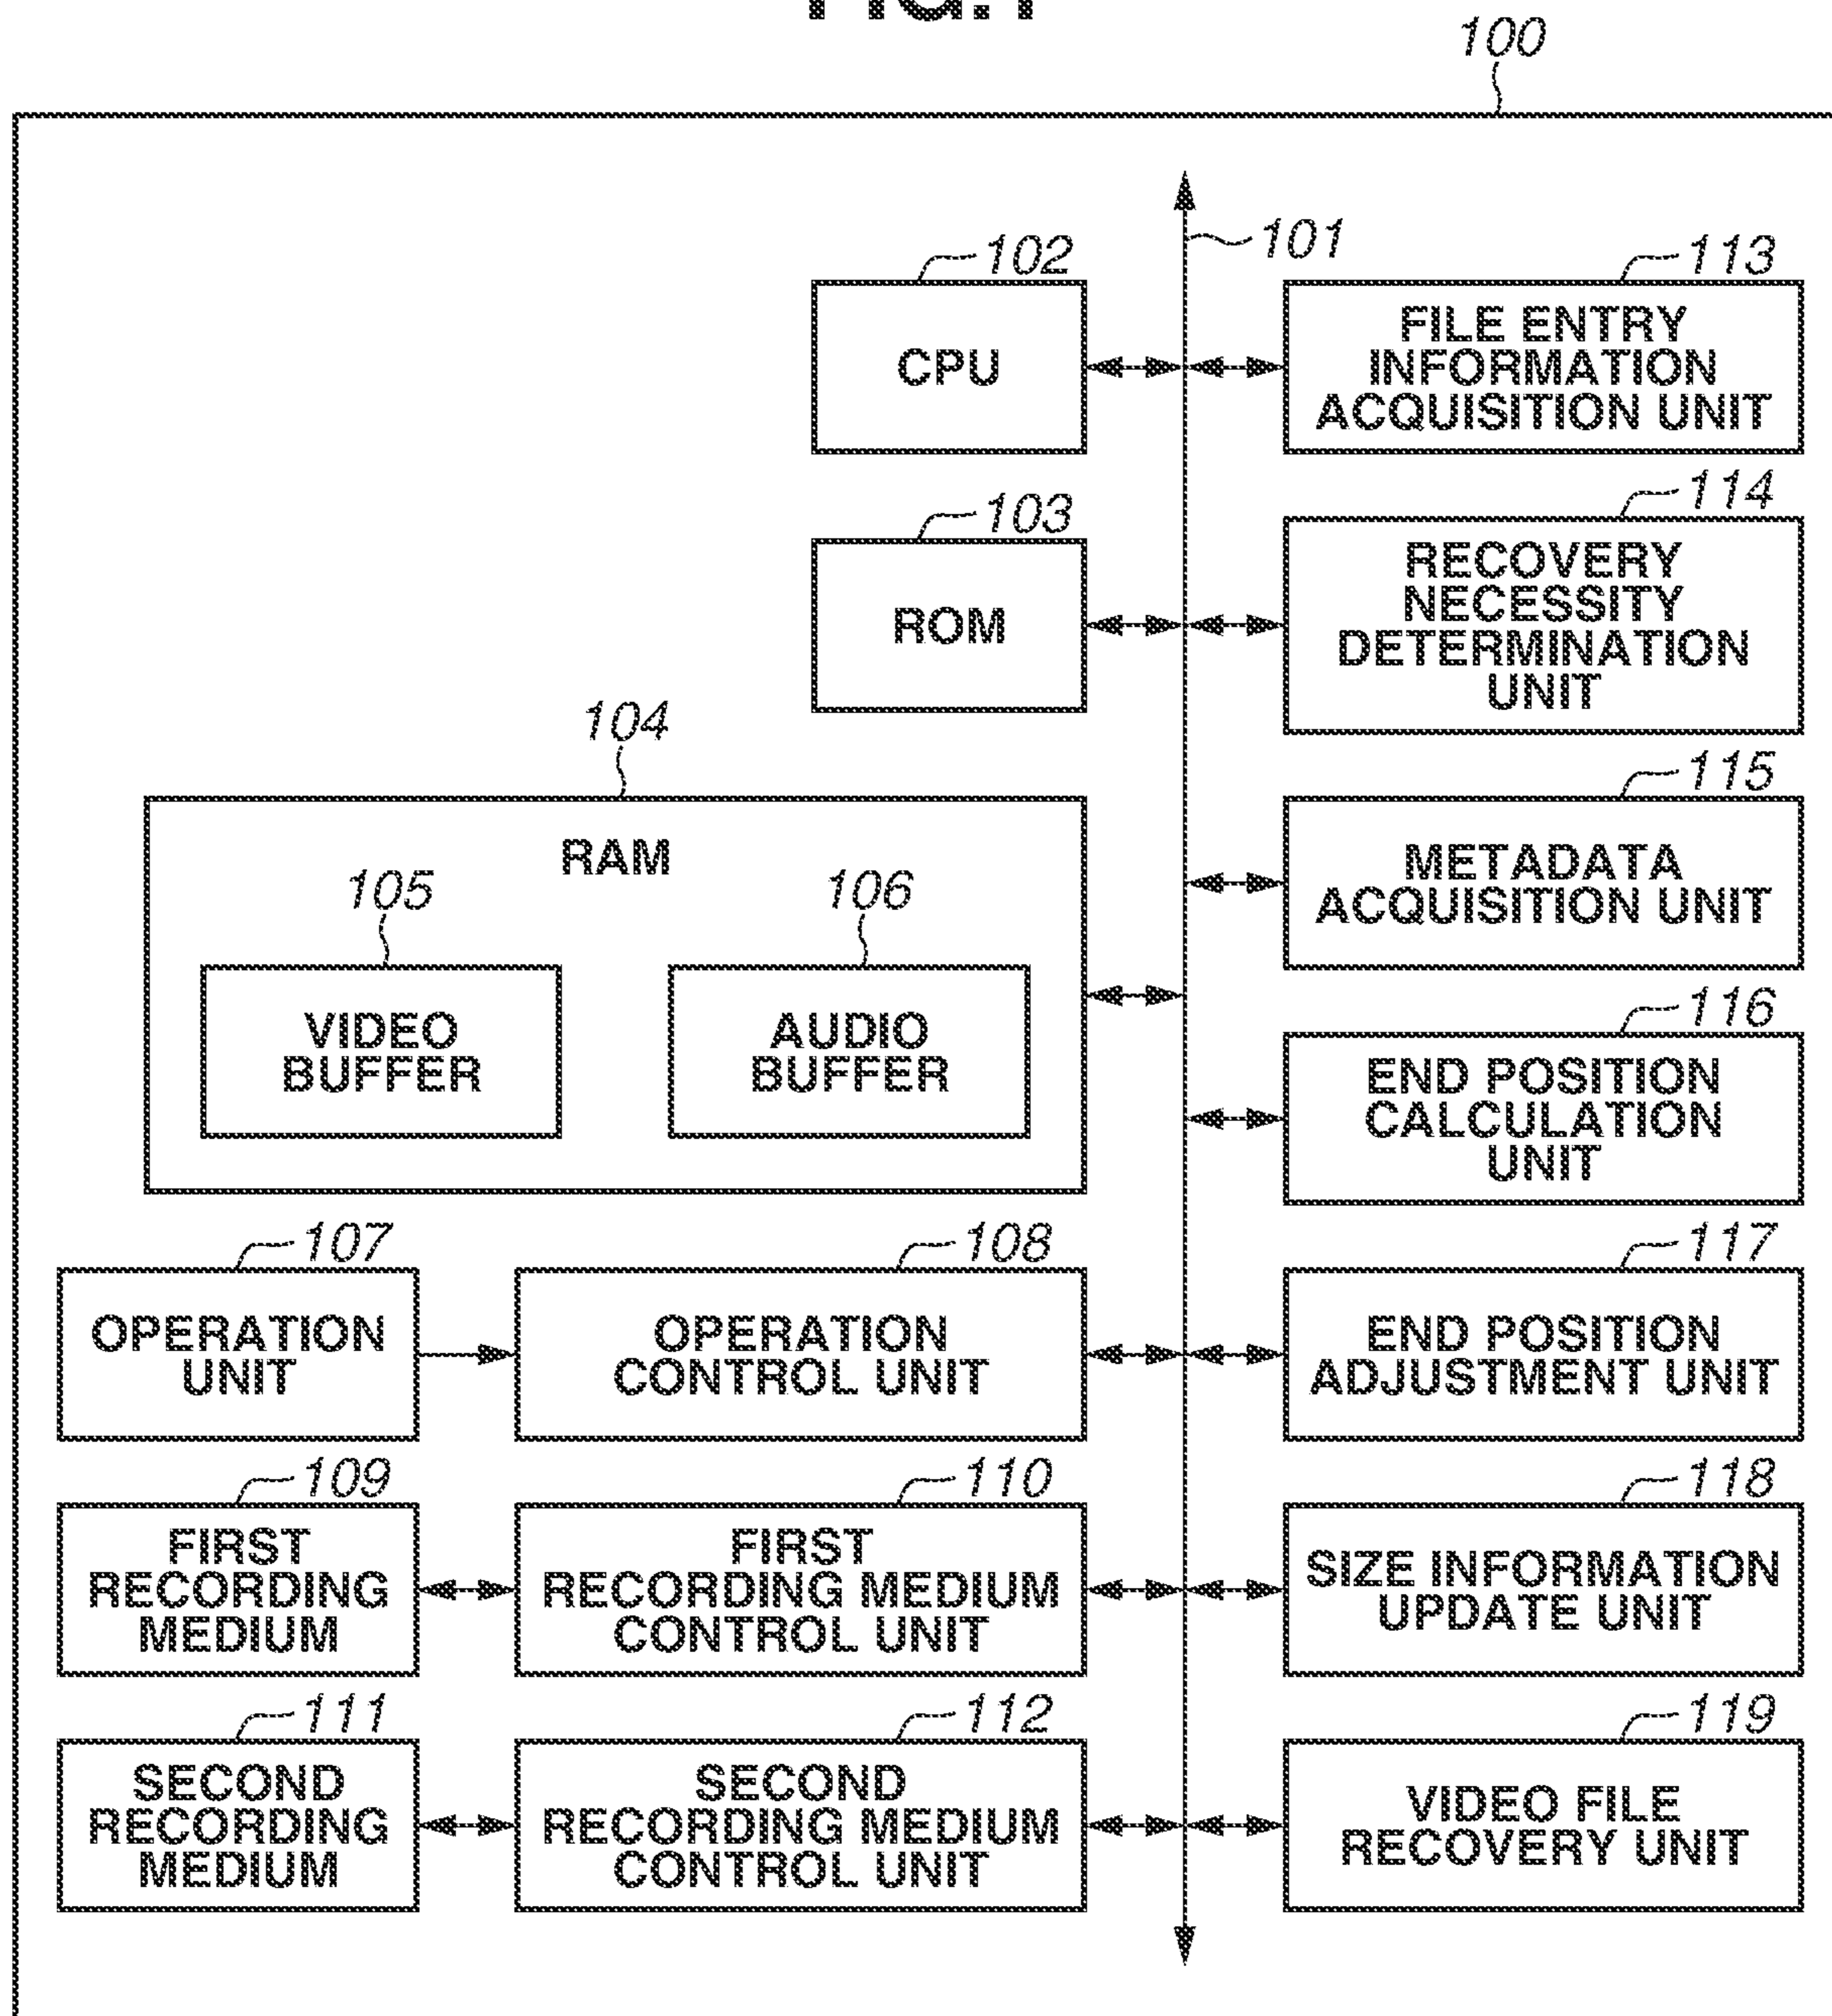 FIG.1
100
101
102
CPU
103
ROM
104
RAM
105
VIDEO
BUFFER
106
AUDIO
BUFFER
107
OPERATION
UNIT
108
OPERATION
CONTROL UNIT
109
FIRST
RECORDING
MEDIUM
110
FIRST
RECORDING MEDIUM
CONTROL UNIT
111
SECOND
RECORDING
MEDIUM
112
SECOND
RECORDING MEDIUM
CONTROL UNIT
113
FILE ENTRY
INFORMATION
ACQUISITION UNIT
114
RECOVERY
NECESSITY
DETERMINATION
UNIT
115
METADATA
ACQUISITION UNIT
116
END POSITION
CALCULATION
UNIT
117
END POSITION
ADJUSTMENT UNIT
118
SIZE INFORMATION
UPDATE UNIT
119
VIDEO FILE
RECOVERY UNIT